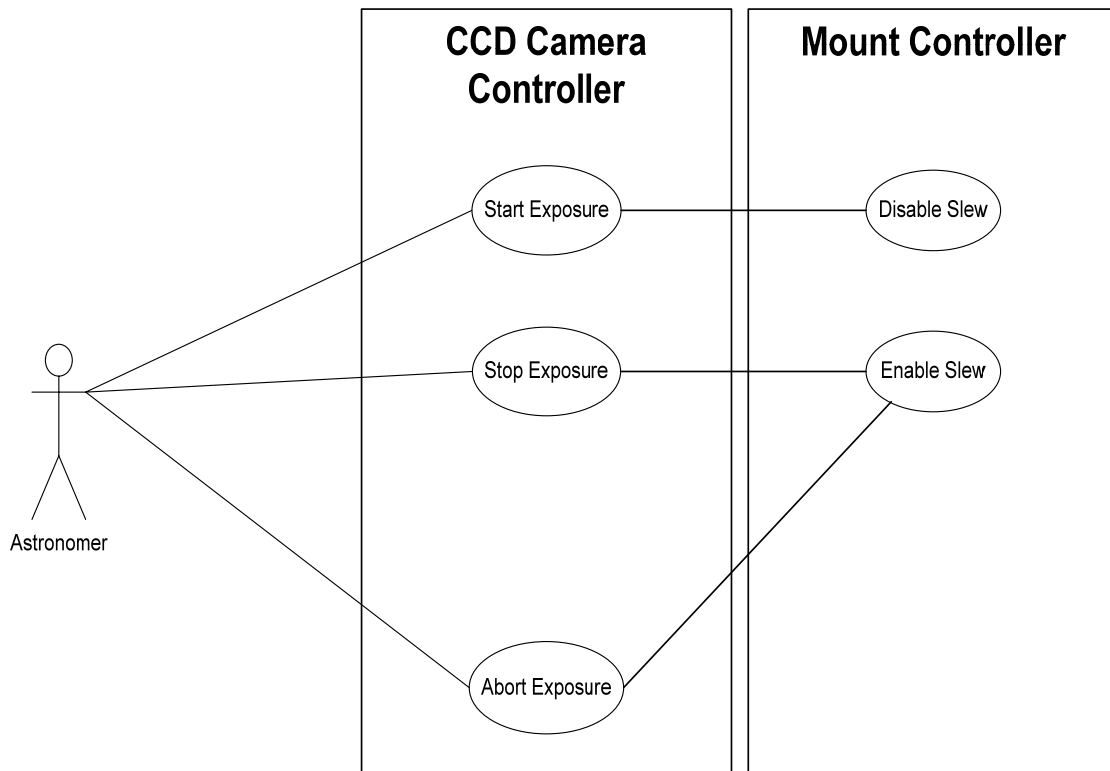 CCD Camera
Controller
Mount Controller
Start Exposure
Disable Slew
Stop Exposure
Enable Slew
Astronomer
Abort Exposure